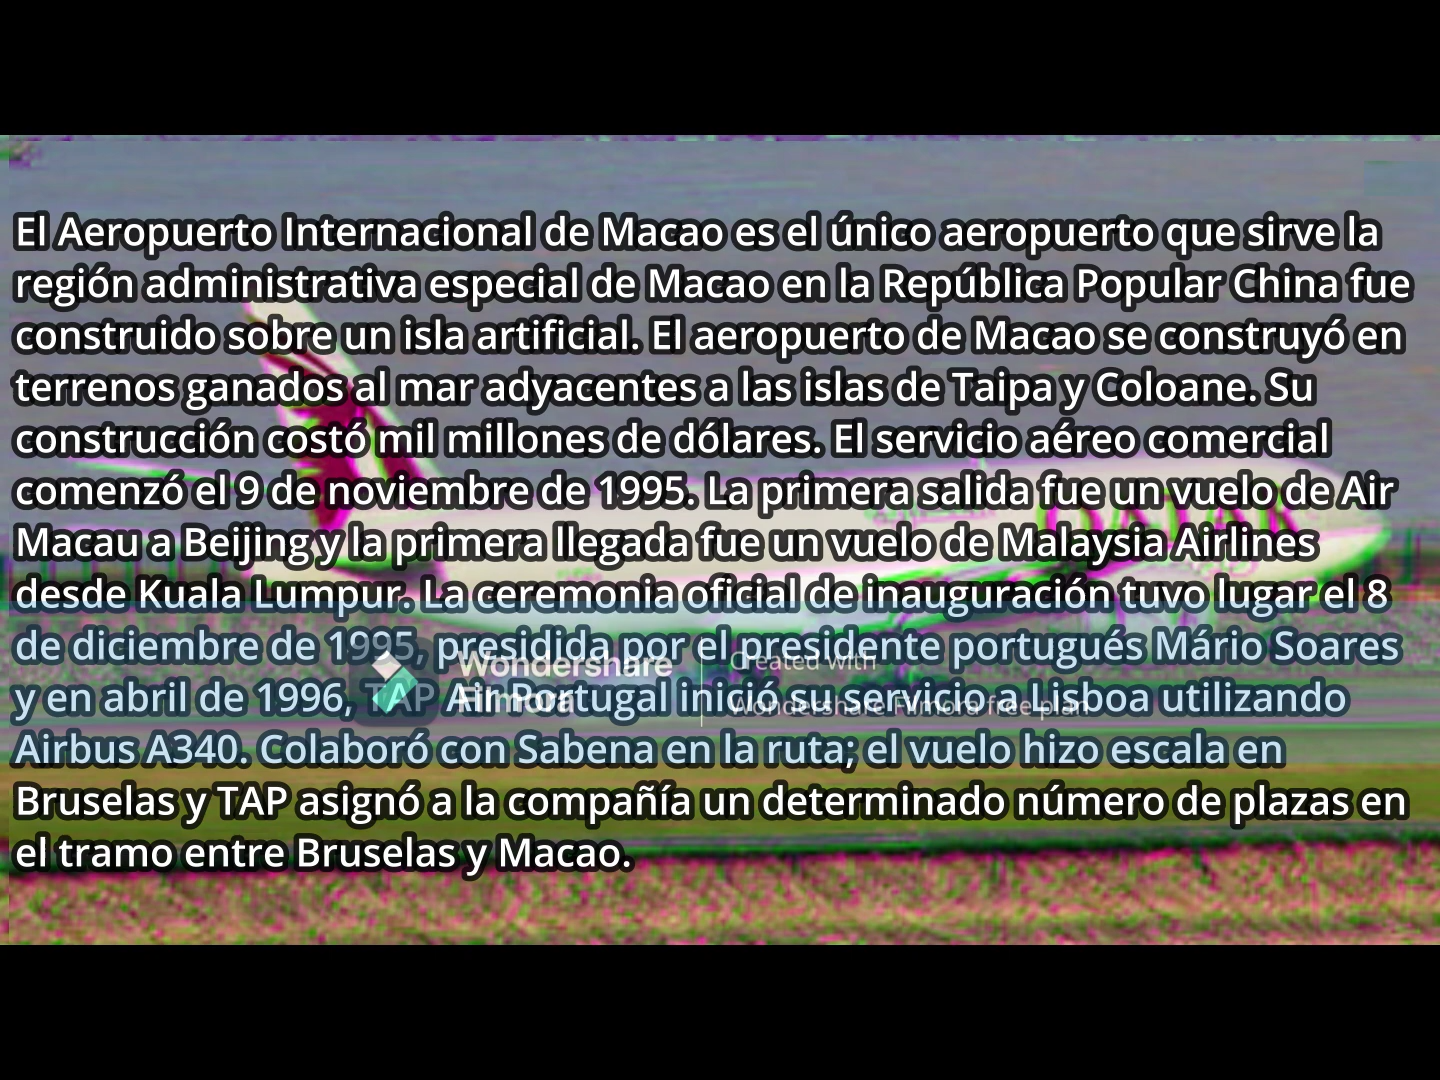 El Aeropuerto Internacional de Macao es el único aeropuerto que sirve la
región administrativa especial de Macao en la República Popular China fue
construido sobre un isla artificial. El aeropuerto de Macao se construyó en
terrenos ganados al mar adyacentes a las islas de Taipa y Coloane. Su
construcción costó mil millones de dólares. El servicio aéreo comercial
comenzó el 9 de noviembre de 1995. La primera salida fue un vuelo de Air
Macau a Beijing y la primera llegada fue un vuelo de Malaysia Airlines
desde Kuala Lumpur. La ceremonia oficial de inauguración tuvo lugar el 8
de diciembre de 1995, presidida por el presidente portugués Mário Soares
y en abril de 1996, TAP Air Portugal inició su servicio a Lisboa utilizando
Airbus A340. Colaboró con Sabena en la ruta; el vuelo hizo escala en
Bruselas y TAP asignó a la compañía un determinado número de plazas en
el tramo entre Bruselas y Macao.
QATAR
Wondershare
Filmora
Created with
Wondershare Filmora free plan